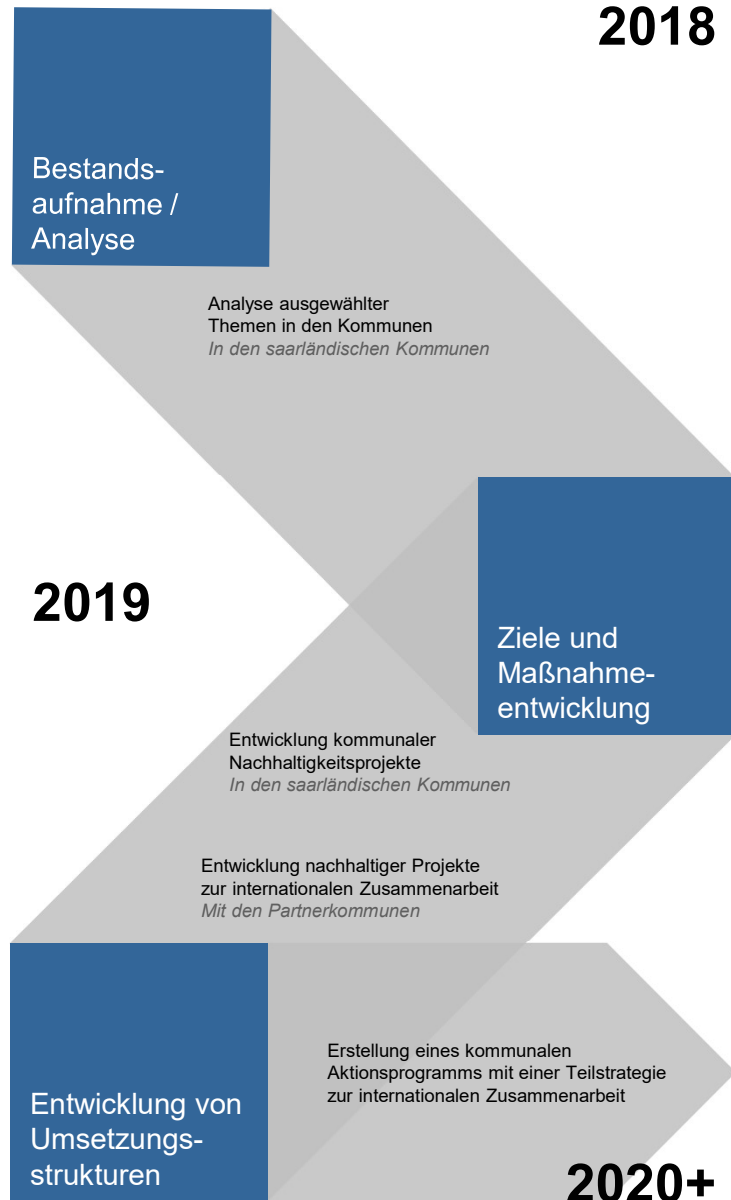 2018
Bestands-
aufnahme /
Analyse
Analyse ausgewählter
Themen in den Kommunen
In den saarländischen Kommunen
2019
Ziele und
Maßnahme-
entwicklung
Entwicklung kommunaler
Nachhaltigkeitsprojekte
In den saarländischen Kommunen
Entwicklung nachhaltiger Projekte
zur internationalen Zusammenarbeit
Mit den Partnerkommunen
Entwicklung von
Umsetzungs-
strukturen
Erstellung eines kommunalen
Aktionsprogramms mit einer Teilstrategie
zur internationalen Zusammenarbeit
2020+